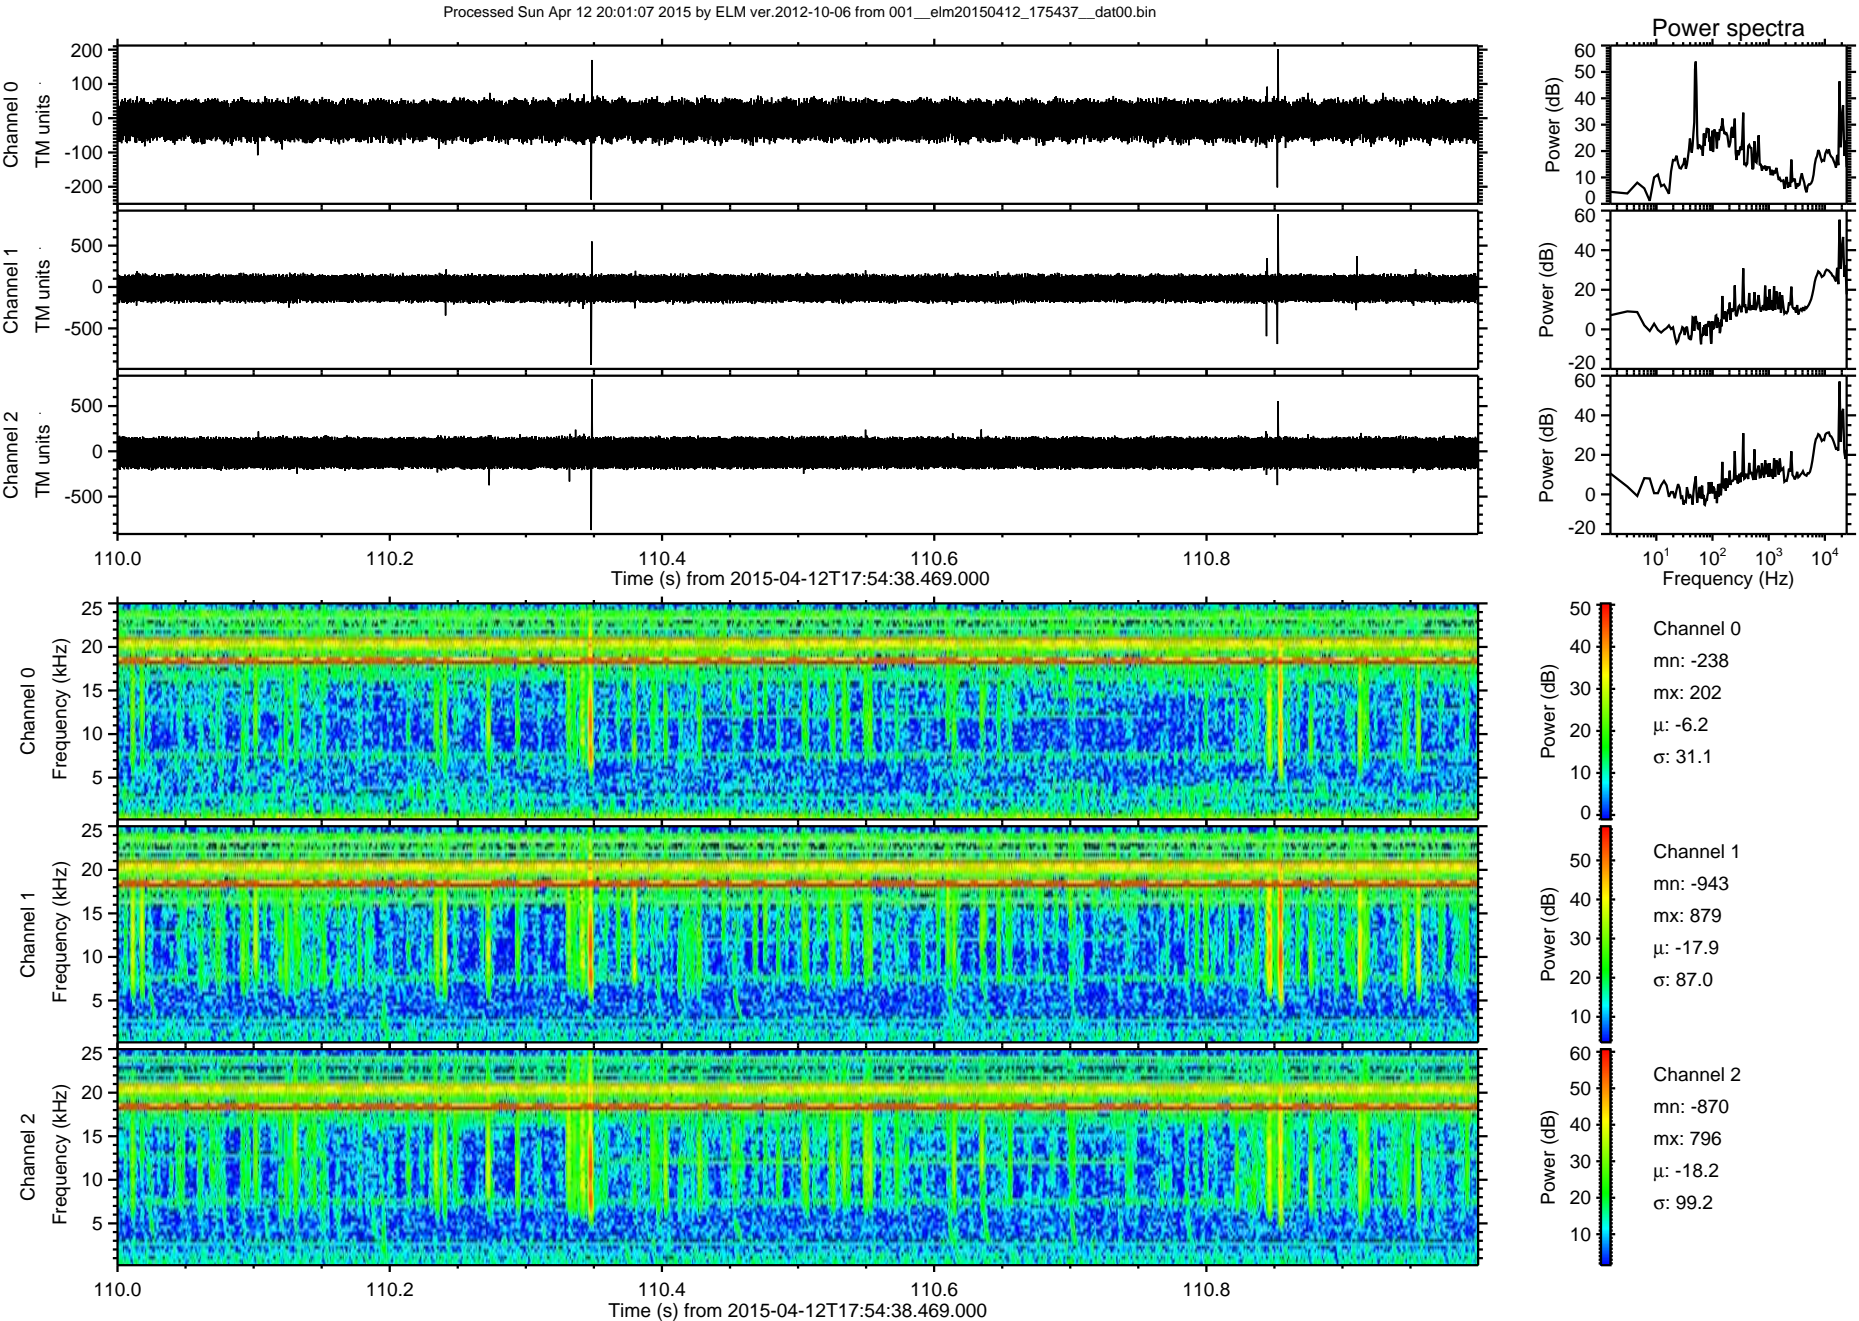 Processed Sun Apr 12 20:01:07 2015 by ELM ver.2012-10-06 from 001__elm20150412_175437__dat00.bin
Power spectra
Channel 0
TM units
200
100
0
-100
-200
Power (dB)
60
50
40
30
20
10
0
Channel 1
TM units
500
0
-500
Power (dB)
60
40
20
0
-20
Channel 2
TM units
500
0
-500
Power (dB)
60
40
20
0
-20
110.0 110.2 110.4 110.6 110.8
Time (s) from 2015-04-12T17:54:38.469.000
10¹ 10² 10³ 10⁴
Frequency (Hz)
Channel 0
Frequency (kHz)
25
20
15
10
5
Power (dB)
50
40
30
20
10
0
Channel 0
mn: -238
mx: 202
μ: -6.2
σ: 31.1
Channel 1
Frequency (kHz)
25
20
15
10
5
Power (dB)
50
40
30
20
10
Channel 1
mn: -943
mx: 879
μ: -17.9
σ: 87.0
Channel 2
Frequency (kHz)
25
20
15
10
5
Power (dB)
60
50
40
30
20
10
Channel 2
mn: -870
mx: 796
μ: -18.2
σ: 99.2
110.0 110.2 110.4 110.6 110.8
Time (s) from 2015-04-12T17:54:38.469.000